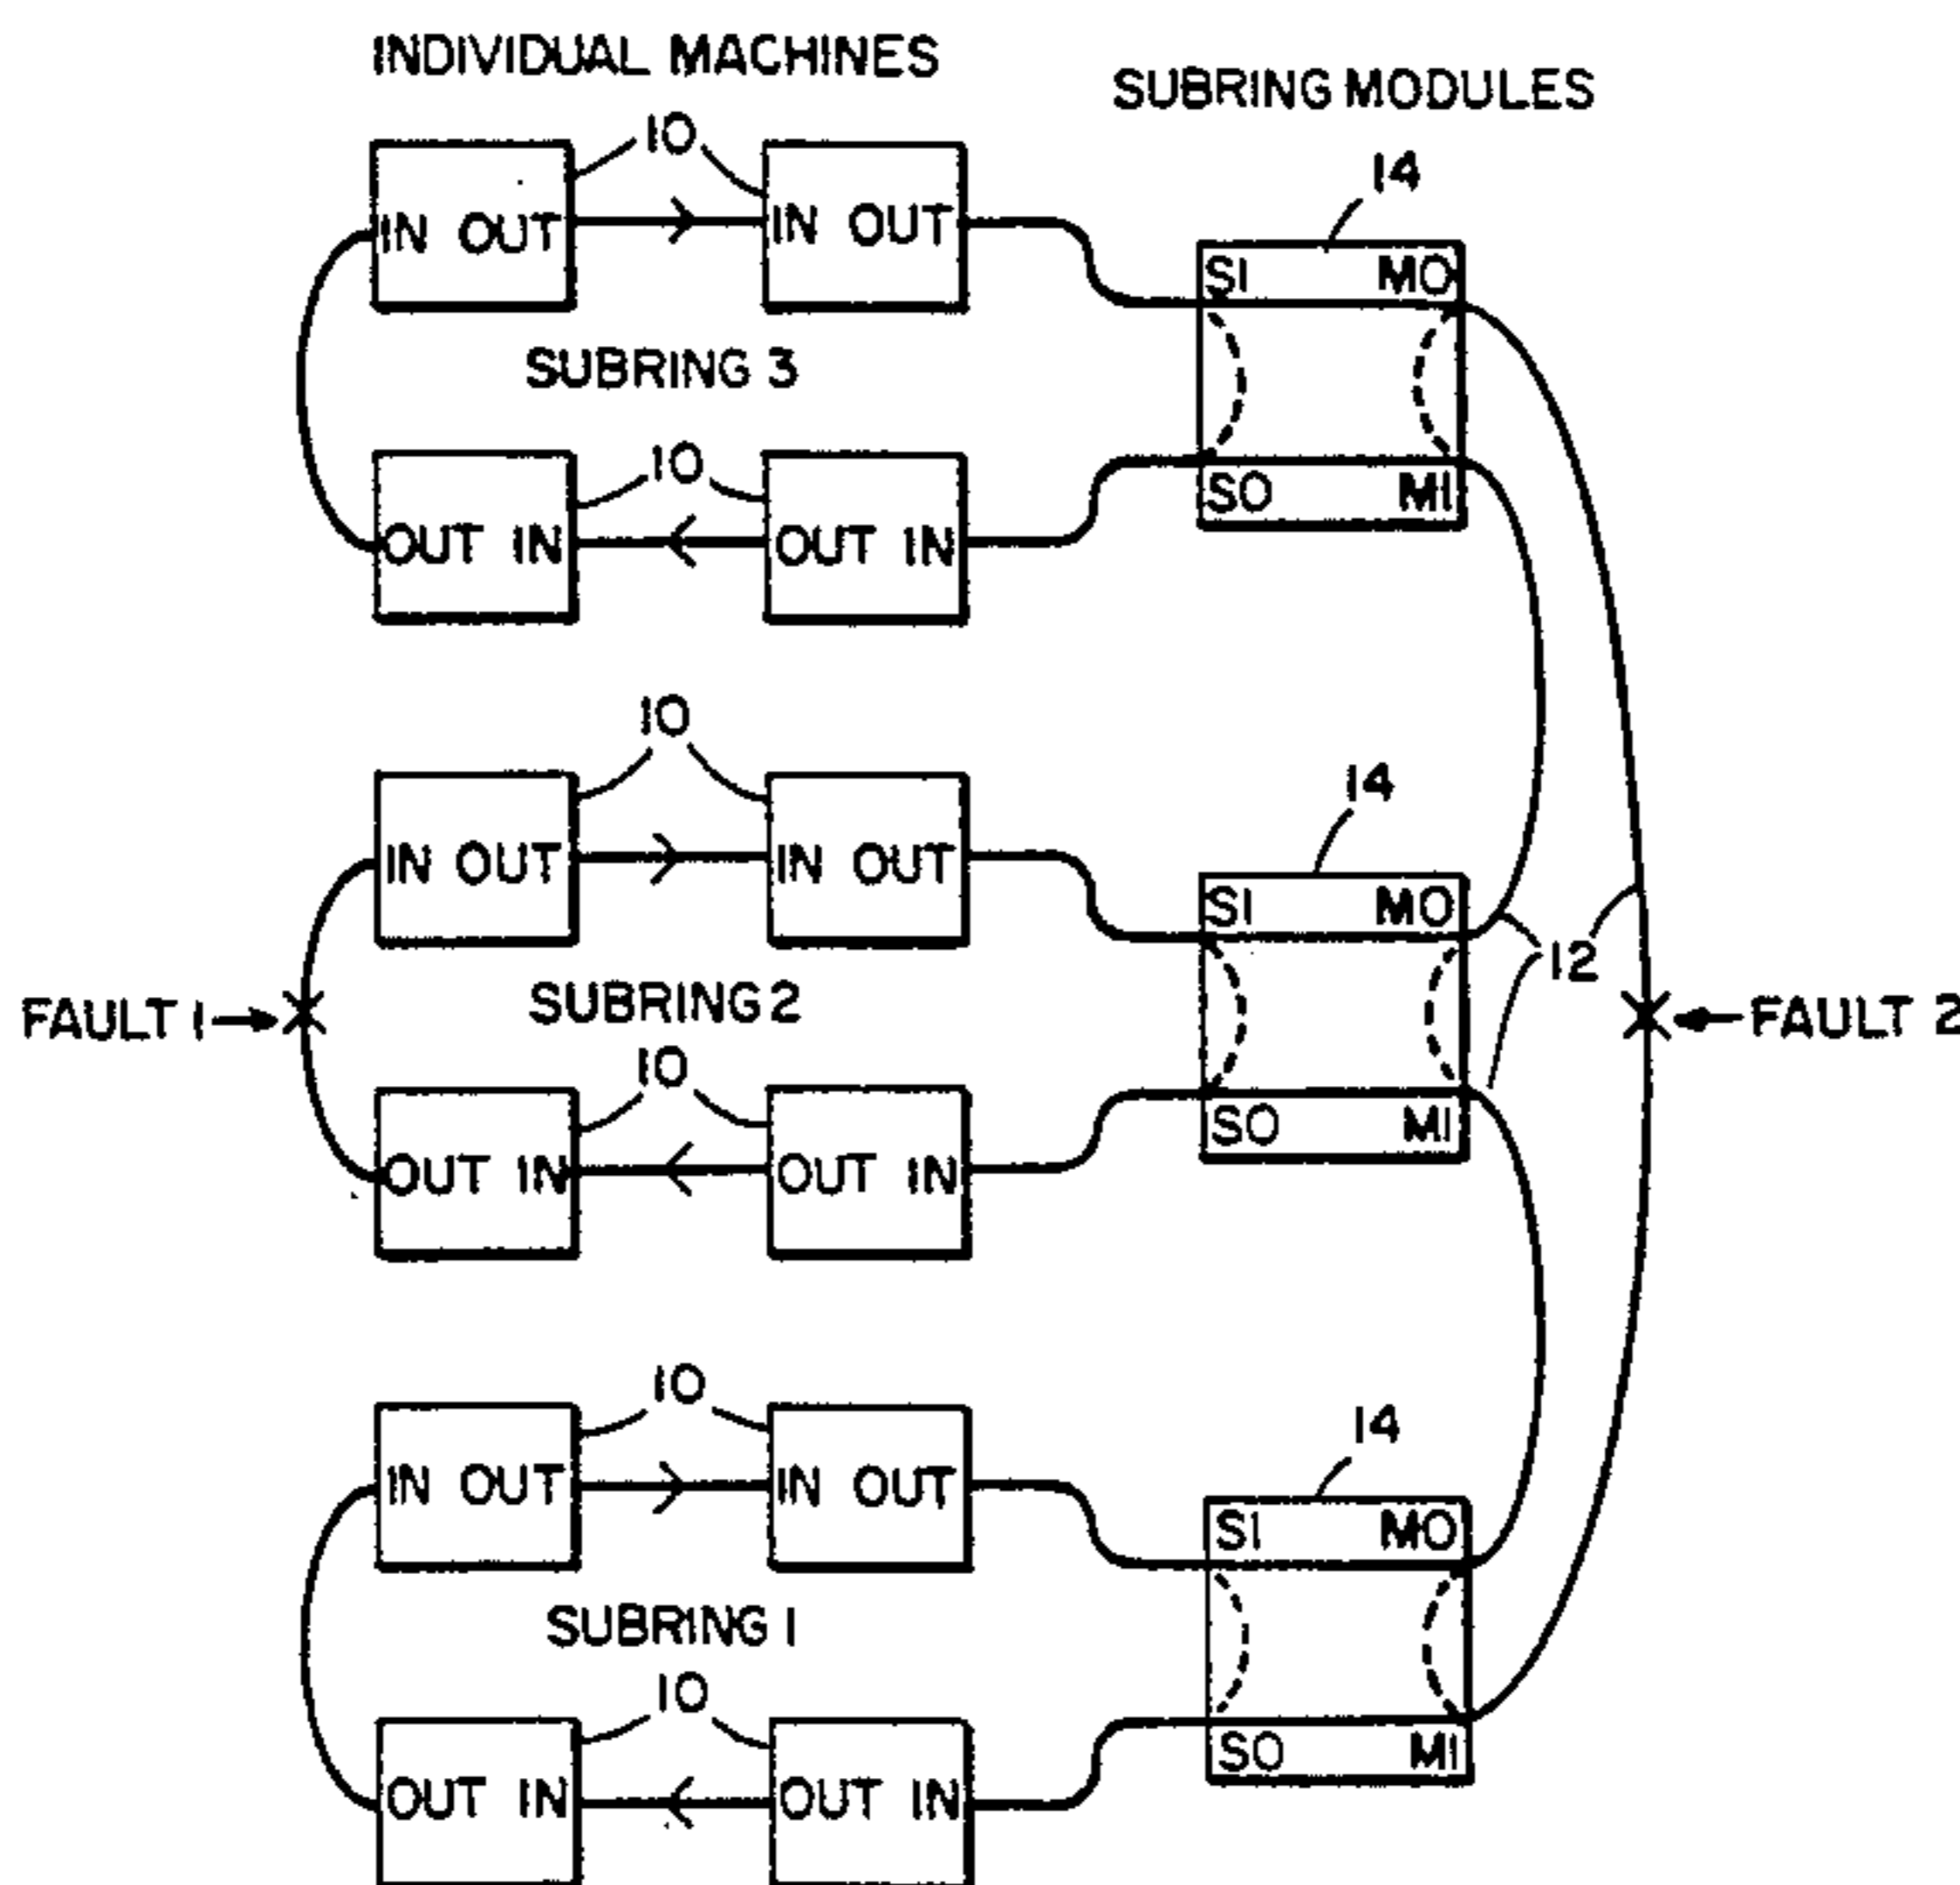 INDIVIDUAL MACHINES
SUBRING MODULES
10
14
IN OUT
IN OUT
SI MO
SUBRING 3
10
SO MI
OUT IN
OUT IN
10
14
IN OUT
IN OUT
SI MO
12
FAULT 1
SUBRING 2
FAULT 2
10
SO MI
OUT IN
OUT IN
10
14
IN OUT
IN OUT
SI MO
SUBRING 1
10
SO MI
OUT IN
OUT IN